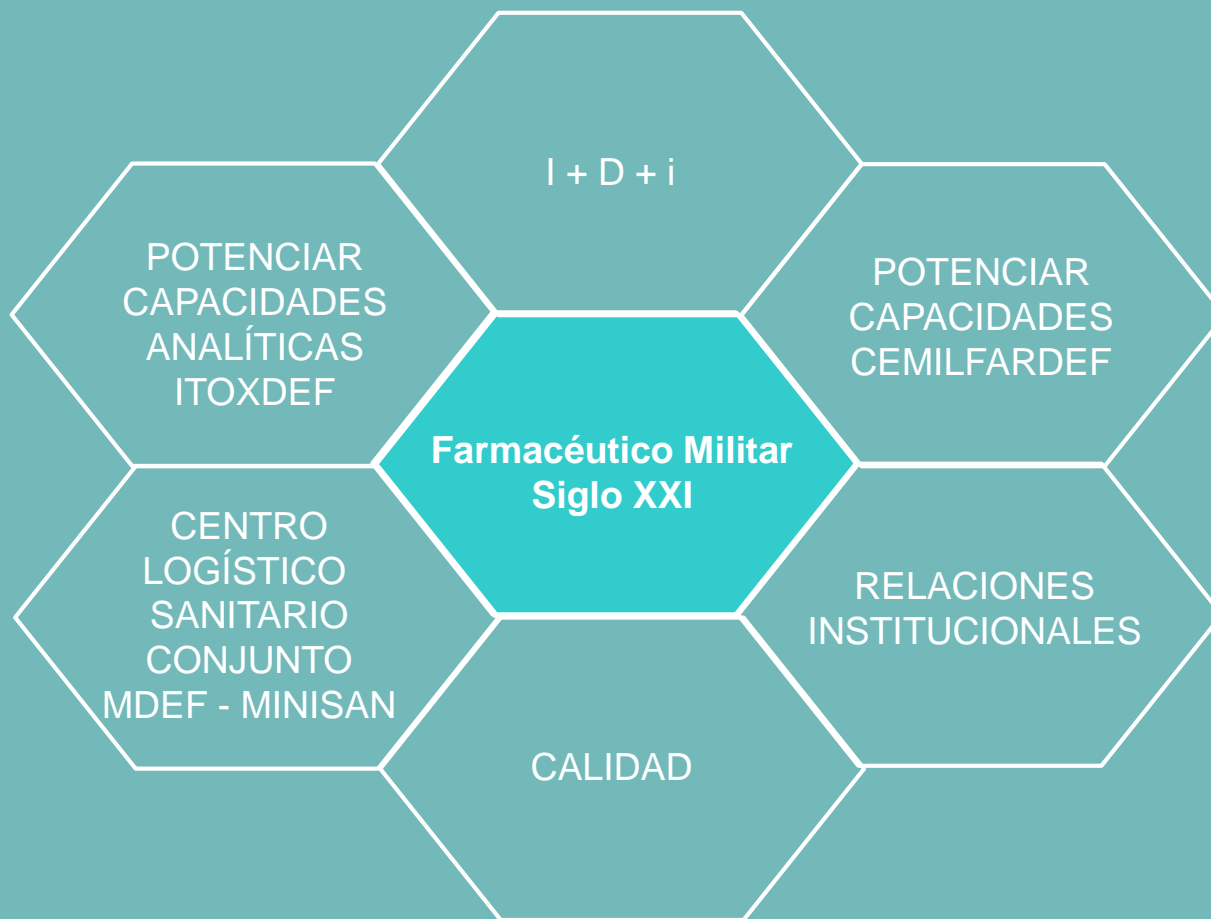 I + D + i
POTENCIAR
CAPACIDADES
ANALÍTICAS
ITOXDEF
POTENCIAR
CAPACIDADES
CEMILFARDEF
Farmacéutico Militar
Siglo XXI
CENTRO
LOGÍSTICO
SANITARIO
CONJUNTO
MDEF - MINISAN
RELACIONES
INSTITUCIONALES
CALIDAD